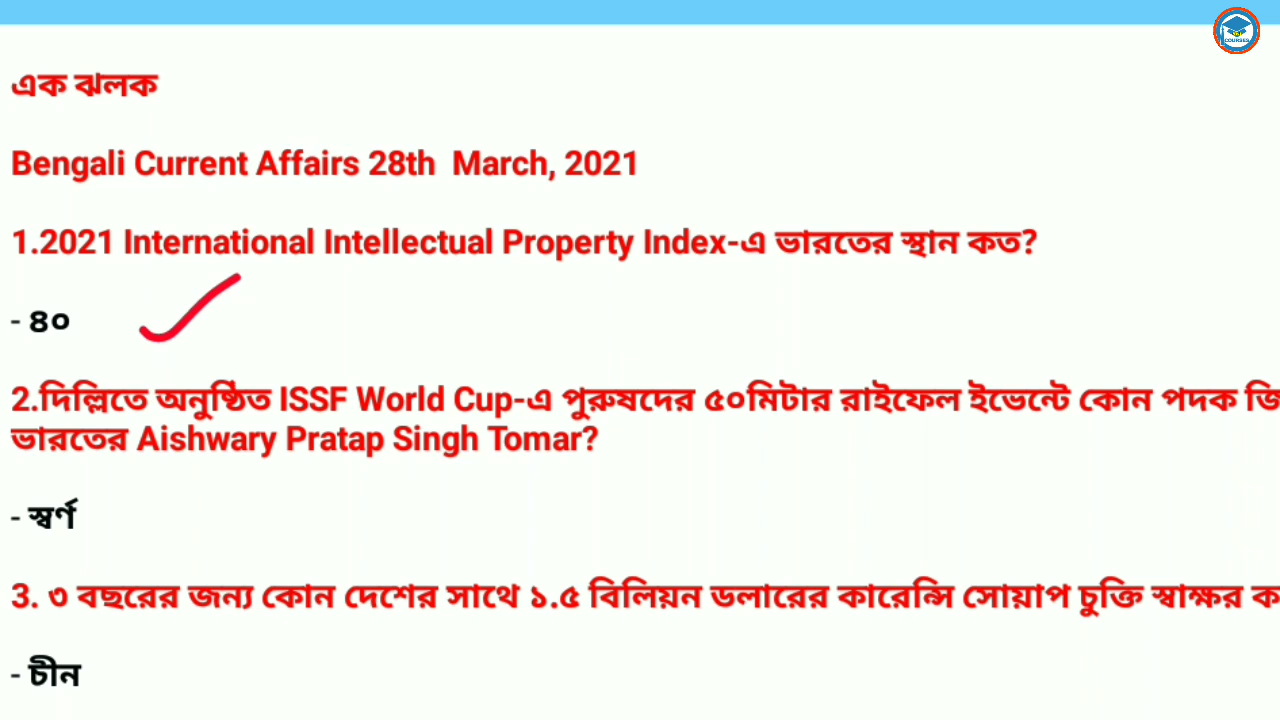 COURSES
এক ঝলক
Bengali Current Affairs 28th March, 2021
1.2021 International Intellectual Property Index-এ ভারতের স্থান কত?
- ৪০
2.দিল্লিতে অনুষ্ঠিত ISSF World Cup-এ পুরুষদের ৫০মিটার রাইফেল ইভেন্টে কোন পদক
ভারতের Aishwary Pratap Singh Tomar?
- স্বর্ণ
3. ৩ বছরের জন্য কোন দেশের সাথে ১.৫ বিলিয়ন ডলারের কারেন্সি সোয়াপ চুক্তি স্বাক্ষর
- চীন